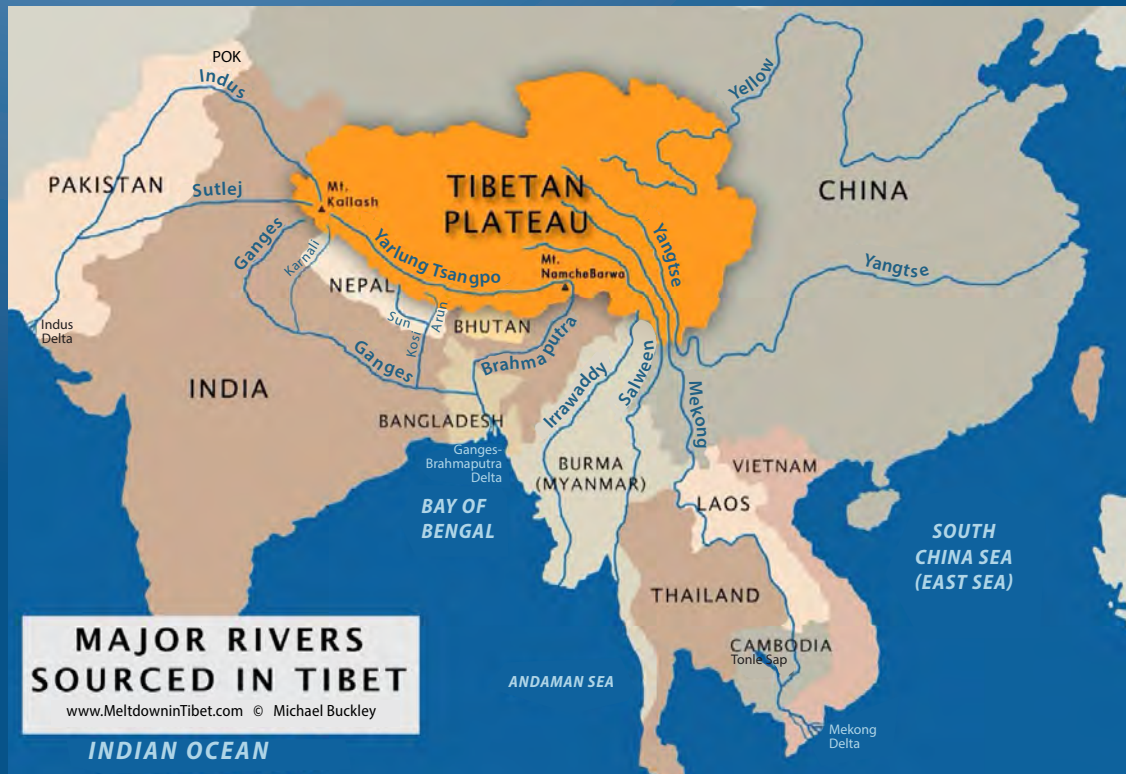 POK
Indus
Yellow
PAKISTAN
Sutlej
Mt.
Kailash
TIBETAN
PLATEAU
CHINA
Ganges
Karnali
Yarlung Tsangpo
Yangtse
Mt.
NamcheBarwa
Yangtse
NEPAL
Sun
Kosi
Arun
BHUTAN
Indus
Delta
Ganges
Brahmaputra
INDIA
Irrawaddy
Salween
Mekong
BANGLADESH
Ganges-
Brahmaputra
Delta
BURMA
(MYANMAR)
VIETNAM
LAOS
BAY OF
BENGAL
SOUTH
CHINA SEA
(EAST SEA)
THAILAND
CAMBODIA
Tonle Sap
ANDAMAN SEA
Mekong
Delta
MAJOR RIVERS
SOURCED IN TIBET
www.MeltdowninTibet.com © Michael Buckley
INDIAN OCEAN